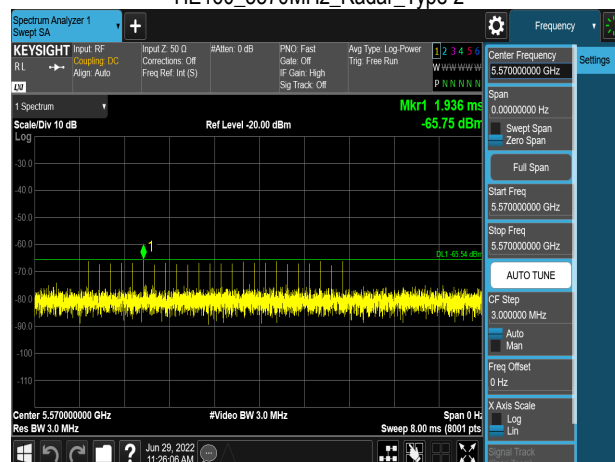 HE160_5570MHz_Radar_Type 2
Spectrum Analyzer 1
Swept SA
Frequency
Settings
KEYSIGHT
RL
LXI
Input: RF
Coupling: DC
Align: Auto
Input Z: 50 Ω
Corrections: Off
Freq Ref: Int (S)
#Atten: 0 dB
PNO: Fast
Gate: Off
IF Gain: High
Sig Track: Off
Avg Type: Log-Power
Trig: Free Run
1 2 3 4 5 6
W W W W W W
P N N N N N
1 Spectrum
Mkr1 1.936 ms
Scale/Div 10 dB
Ref Level -20.00 dBm
-65.75 dBm
Log
-30.0
-40.0
-50.0
-60.0
-70.0
-80.0
-90.0
-100
-110
1
DL1 -65.54 dBm
Center 5.570000000 GHz
Res BW 3.0 MHz
#Video BW 3.0 MHz
Span 0 Hz
Sweep 8.00 ms (8001 pts)
Jun 29, 2022
11:26:06 AM
Center Frequency
5.570000000 GHz
Span
0.00000000 Hz
Swept Span
Zero Span
Full Span
Start Freq
5.570000000 GHz
Stop Freq
5.570000000 GHz
AUTO TUNE
CF Step
3.000000 MHz
Auto
Man
Freq Offset
0 Hz
X Axis Scale
Log
Lin
Signal Track